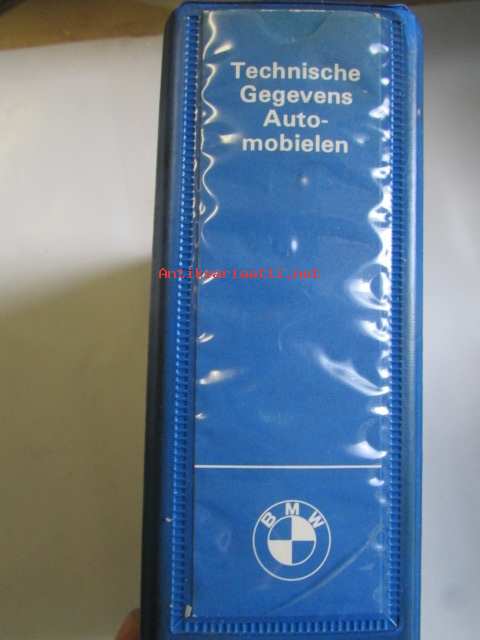 Technische
Gegevens
Auto-
mobielen
Antikvariaatti.net
BMW